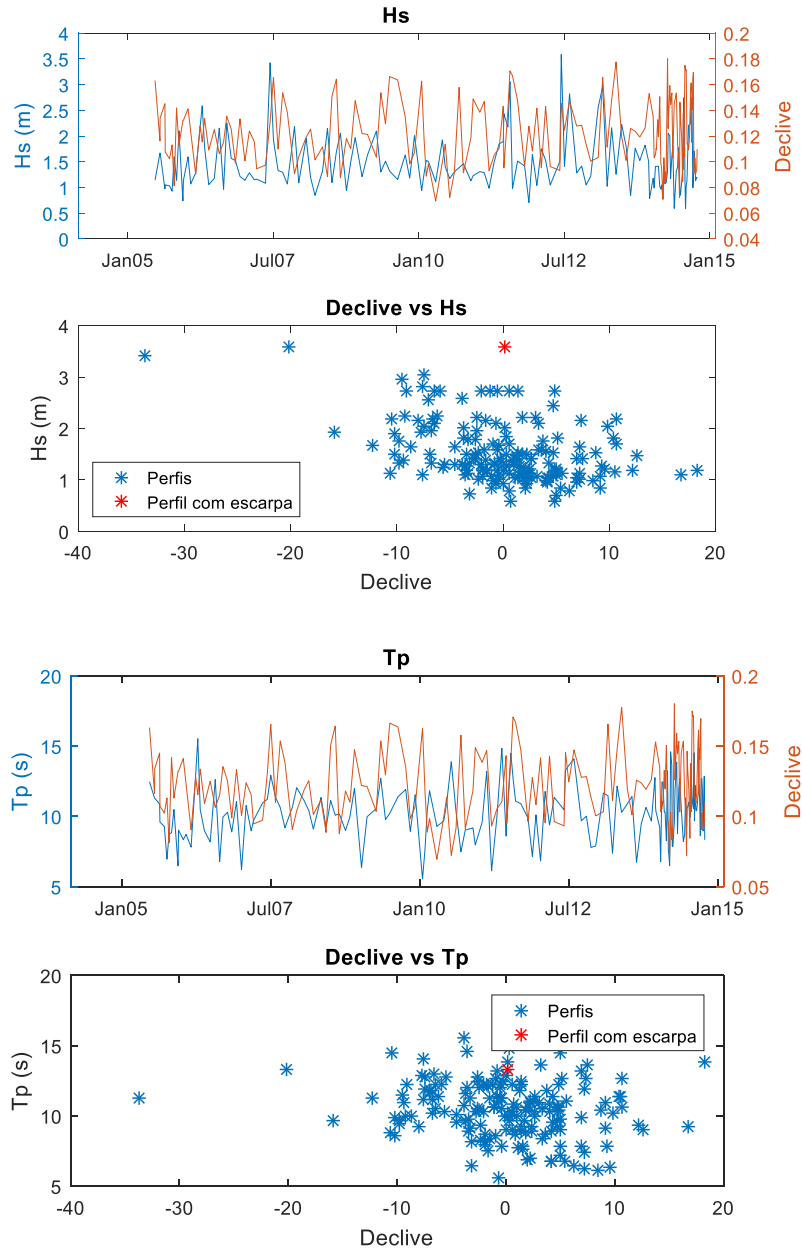 Hs
4
3.5
3
2.5
2
1.5
1
0.5
0
Hs (m)
0.2
0.18
0.16
0.14
0.12
0.1
0.08
0.06
0.04
Declive
Jan05
Jul07
Jan10
Jul12
Jan15
Declive vs Hs
4
3
2
1
0
Hs (m)
Perfis
Perfil com escarpa
-40
-30
-20
-10
0
10
20
Declive
Tp
20
15
10
5
Tp (s)
0.2
0.15
0.1
0.05
Declive
Jan05
Jul07
Jan10
Jul12
Jan15
Declive vs Tp
20
15
10
5
Tp (s)
Perfis
Perfil com escarpa
-40
-30
-20
-10
0
10
20
Declive